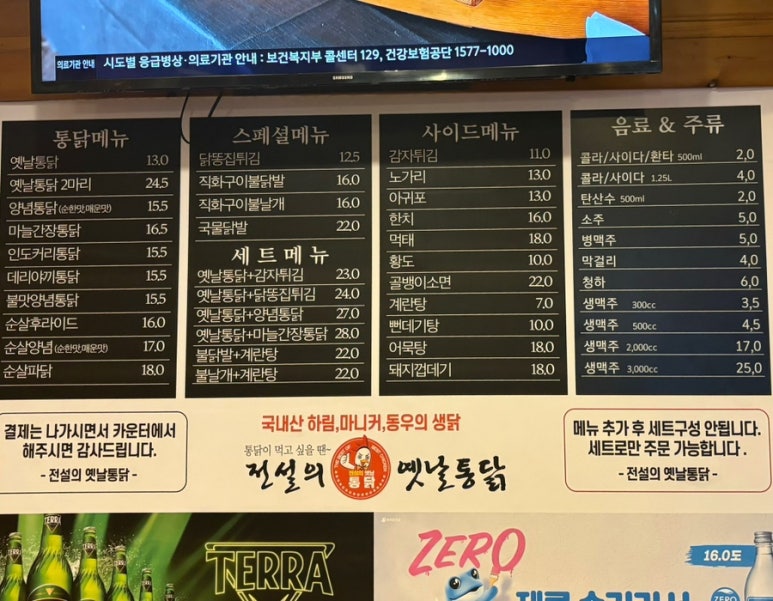 의료기관 안내 시도별 응급병상·의료기관 안내 : 보건복지부 콜센터 129, 건강보험공단 1577-1000
SAMSUNG
통닭메뉴
옛날통닭 13.0
옛날통닭 2마리 24.5
양념통닭 (순한맛,매운맛) 15.5
마늘간장통닭 16.5
인도커리통닭 15.5
데리야끼통닭 15.5
불맛양념통닭 15.5
순살후라이드 16.0
순살양념 (순한맛,매운맛) 17.0
순살파닭 18.0
스페셜메뉴
닭똥집튀김 12.5
직화구이불닭발 16.0
직화구이불날개 16.0
국물닭발 22.0
세트메뉴
옛날통닭+감자튀김 23.0
옛날통닭+닭똥집튀김 24.0
옛날통닭+양념통닭 27.0
옛날통닭+마늘간장통닭 28.0
불닭발+계란탕 22.0
불날개+계란탕 22.0
사이드메뉴
감자튀김 11.0
노가리 13.0
아귀포 13.0
한치 16.0
먹태 18.0
황도 10.0
골뱅이소면 22.0
계란탕 7.0
뻔데기탕 10.0
어묵탕 18.0
돼지껍데기 18.0
음료 & 주류
콜라/사이다/환타 500ml 2,0
콜라/사이다 1.25L 4,0
탄산수 500ml 2,0
소주 5,0
병맥주 5,0
막걸리 4,0
청하 6,0
생맥주 300cc 3,5
생맥주 500cc 4,5
생맥주 2,000cc 17,0
생맥주 3,000cc 25,0
결제는 나가시면서 카운터에서
해주시면 감사드립니다.
- 전설의 옛날통닭 -
국내산 하림,마니커,동우의 생닭
통닭이 먹고 싶을 땐~
전설의 옛날통닭
전설의 옛날
통닭
메뉴 추가 후 세트구성 안됩니다.
세트로만 주문 가능합니다 .
- 전설의 옛날통닭 -
TERRA
TERRA
TERRA
TERRA
ZERO
16.0도
ZERO